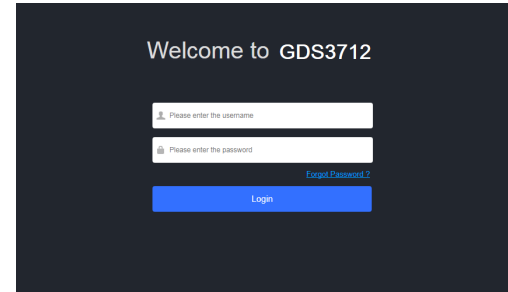 Welcome to GDS3712
Please enter the username
Please enter the password
Forgot Password ?
Login